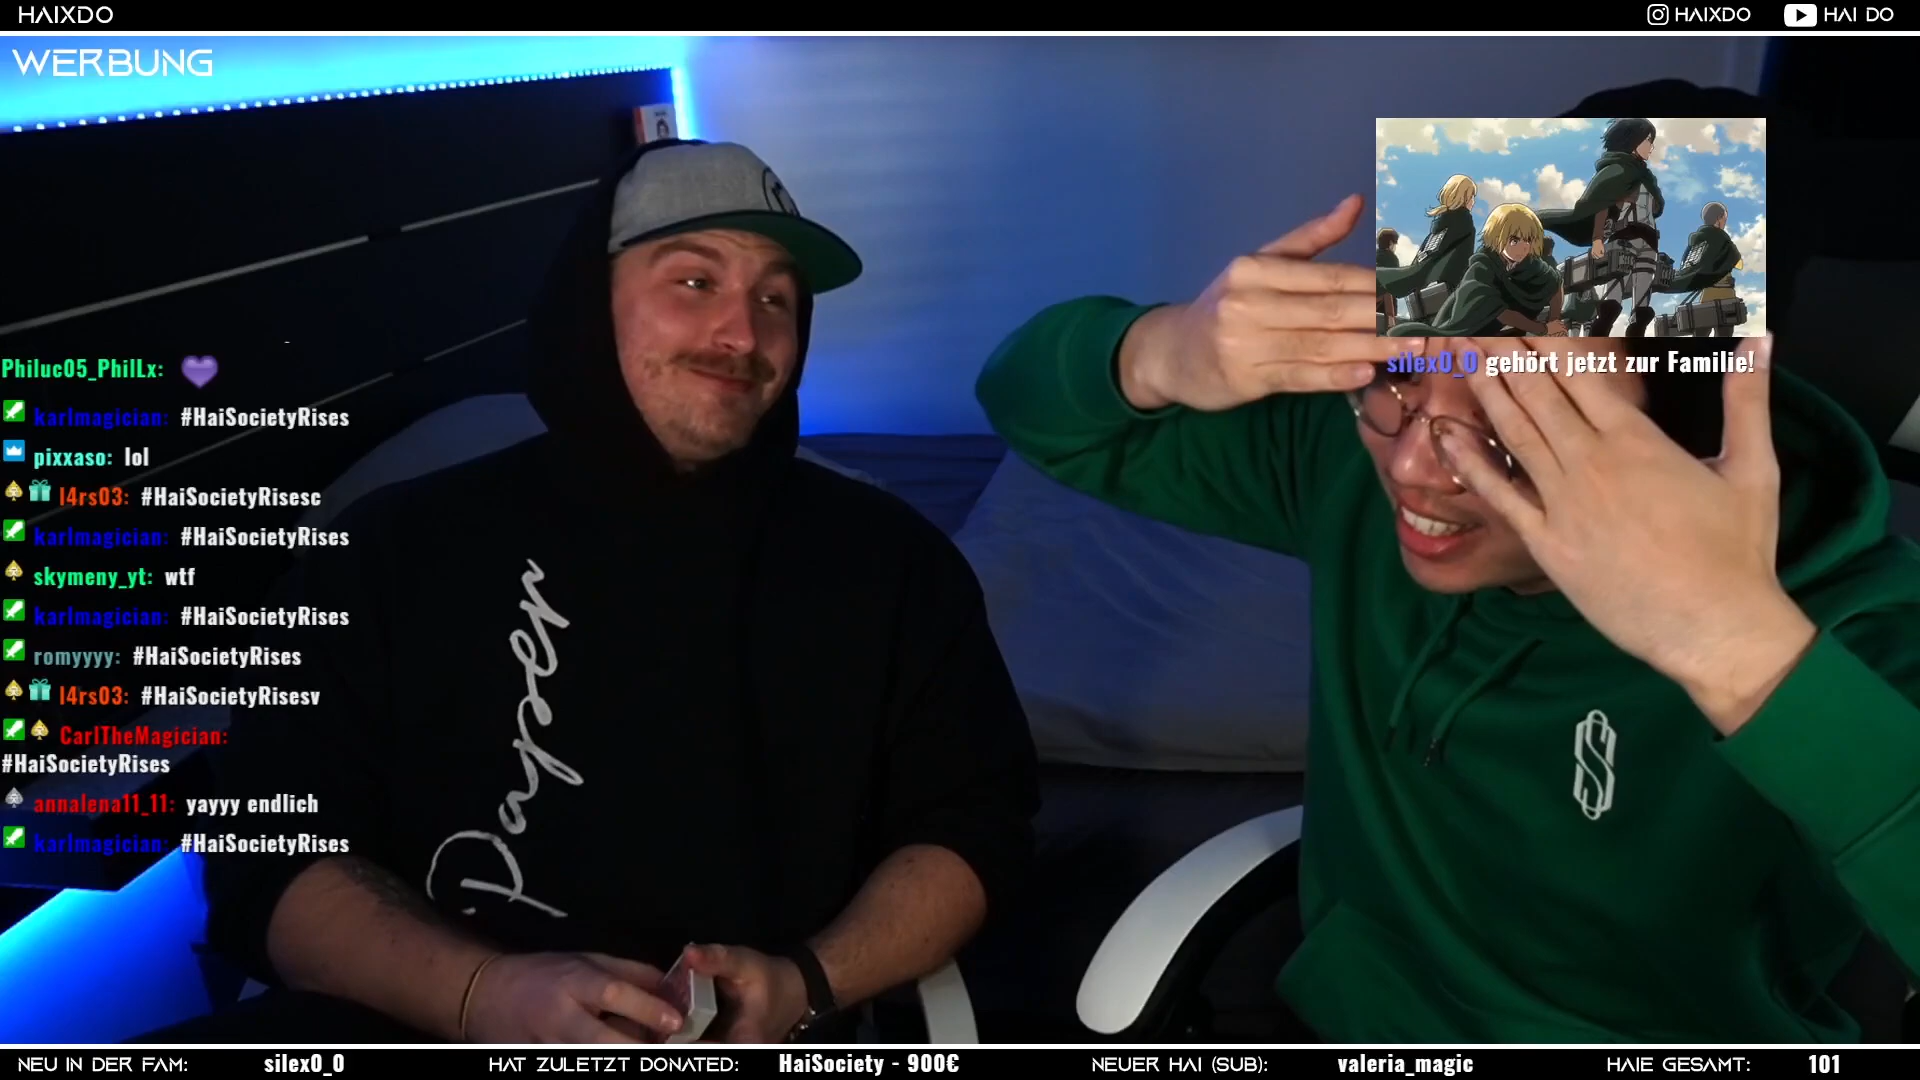 HAIXDO
HAIXDO
HAI DO
WERBUNG
silex0_0 gehört jetzt zur Familie!
Philuc05_PhilLx:
karlmagician: #HaiSocietyRises
pixxaso: lol
l4rs03: #HaiSocietyRisesc
karlmagician: #HaiSocietyRises
skymeny_yt: wtf
karlmagician: #HaiSocietyRises
romyyyy: #HaiSocietyRises
l4rs03: #HaiSocietyRisesv
CarlTheMagician:
#HaiSocietyRises
annalena11_11: yayyy endlich
karlmagician: #HaiSocietyRises
Papen
NEU IN DER FAM: silex0_0
HAT ZULETZT DONATED: HaiSociety - 900€
NEUER HAI (SUB): valeria_magic
HAIE GESAMT: 101